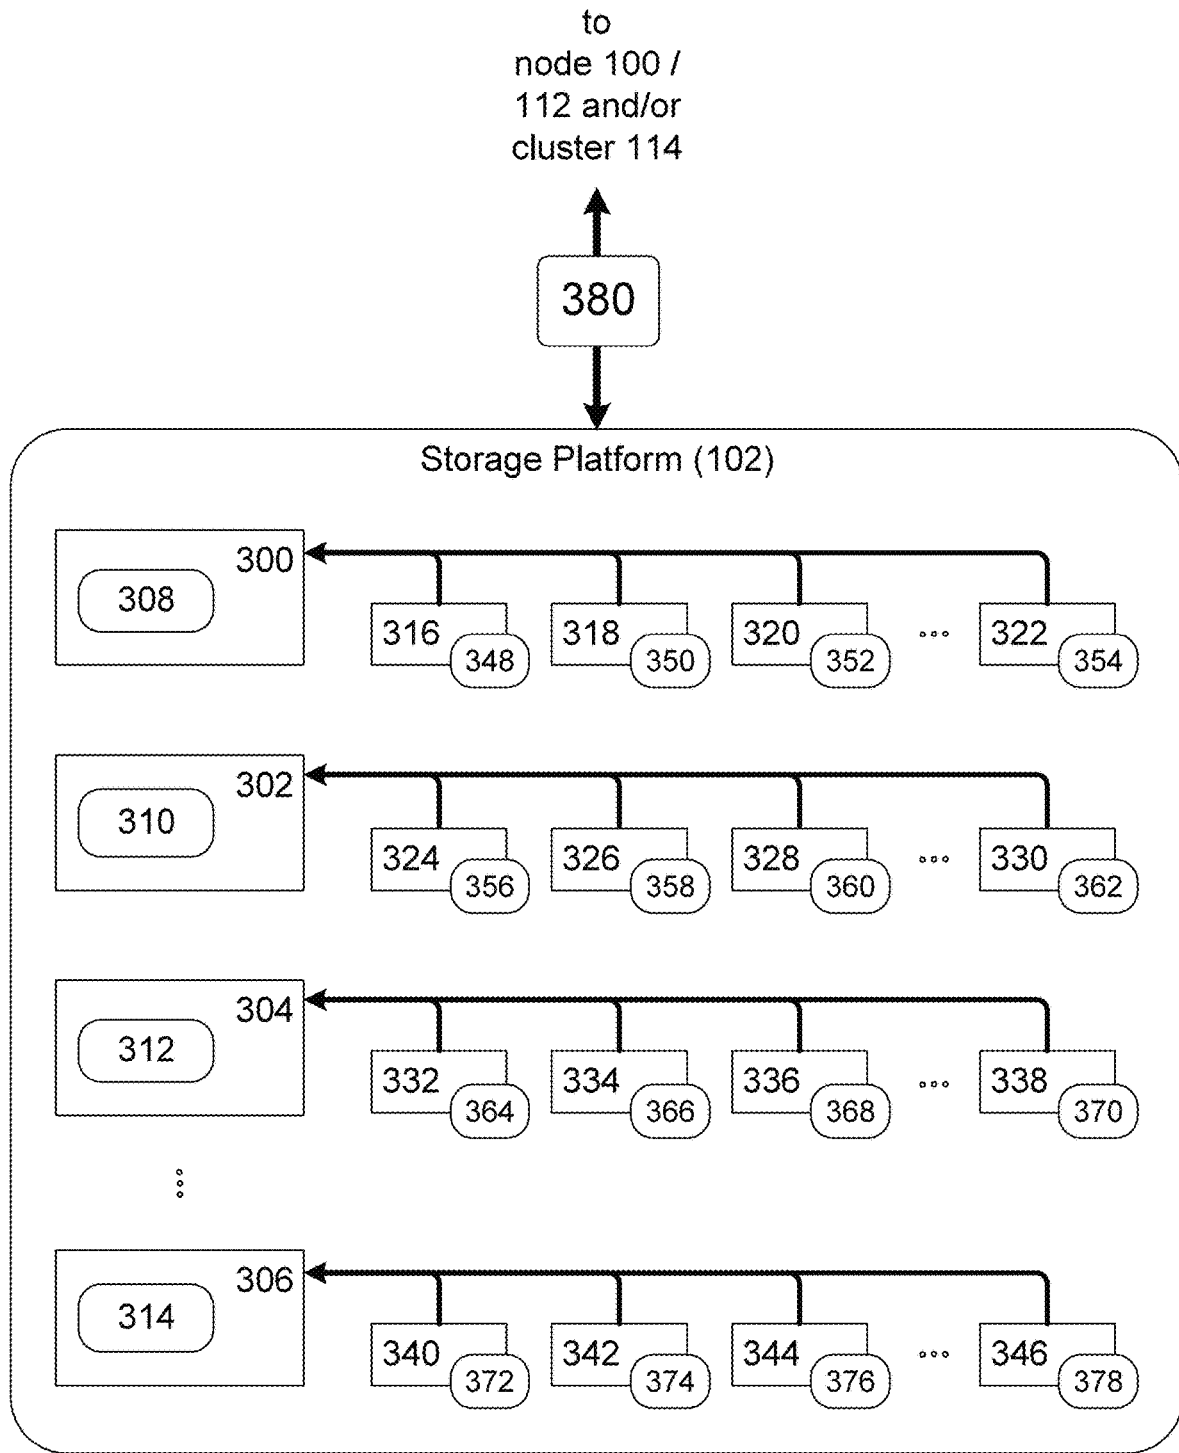 to
node 100 /
112 and/or
cluster 114
380
Storage Platform (102)
300
308
316 318 320 ... 322
348 350 352 354
302
310
324 326 328 ... 330
356 358 360 362
304
312
332 334 336 ... 338
364 366 368 370
...
306
314
340 342 344 ... 346
372 374 376 378